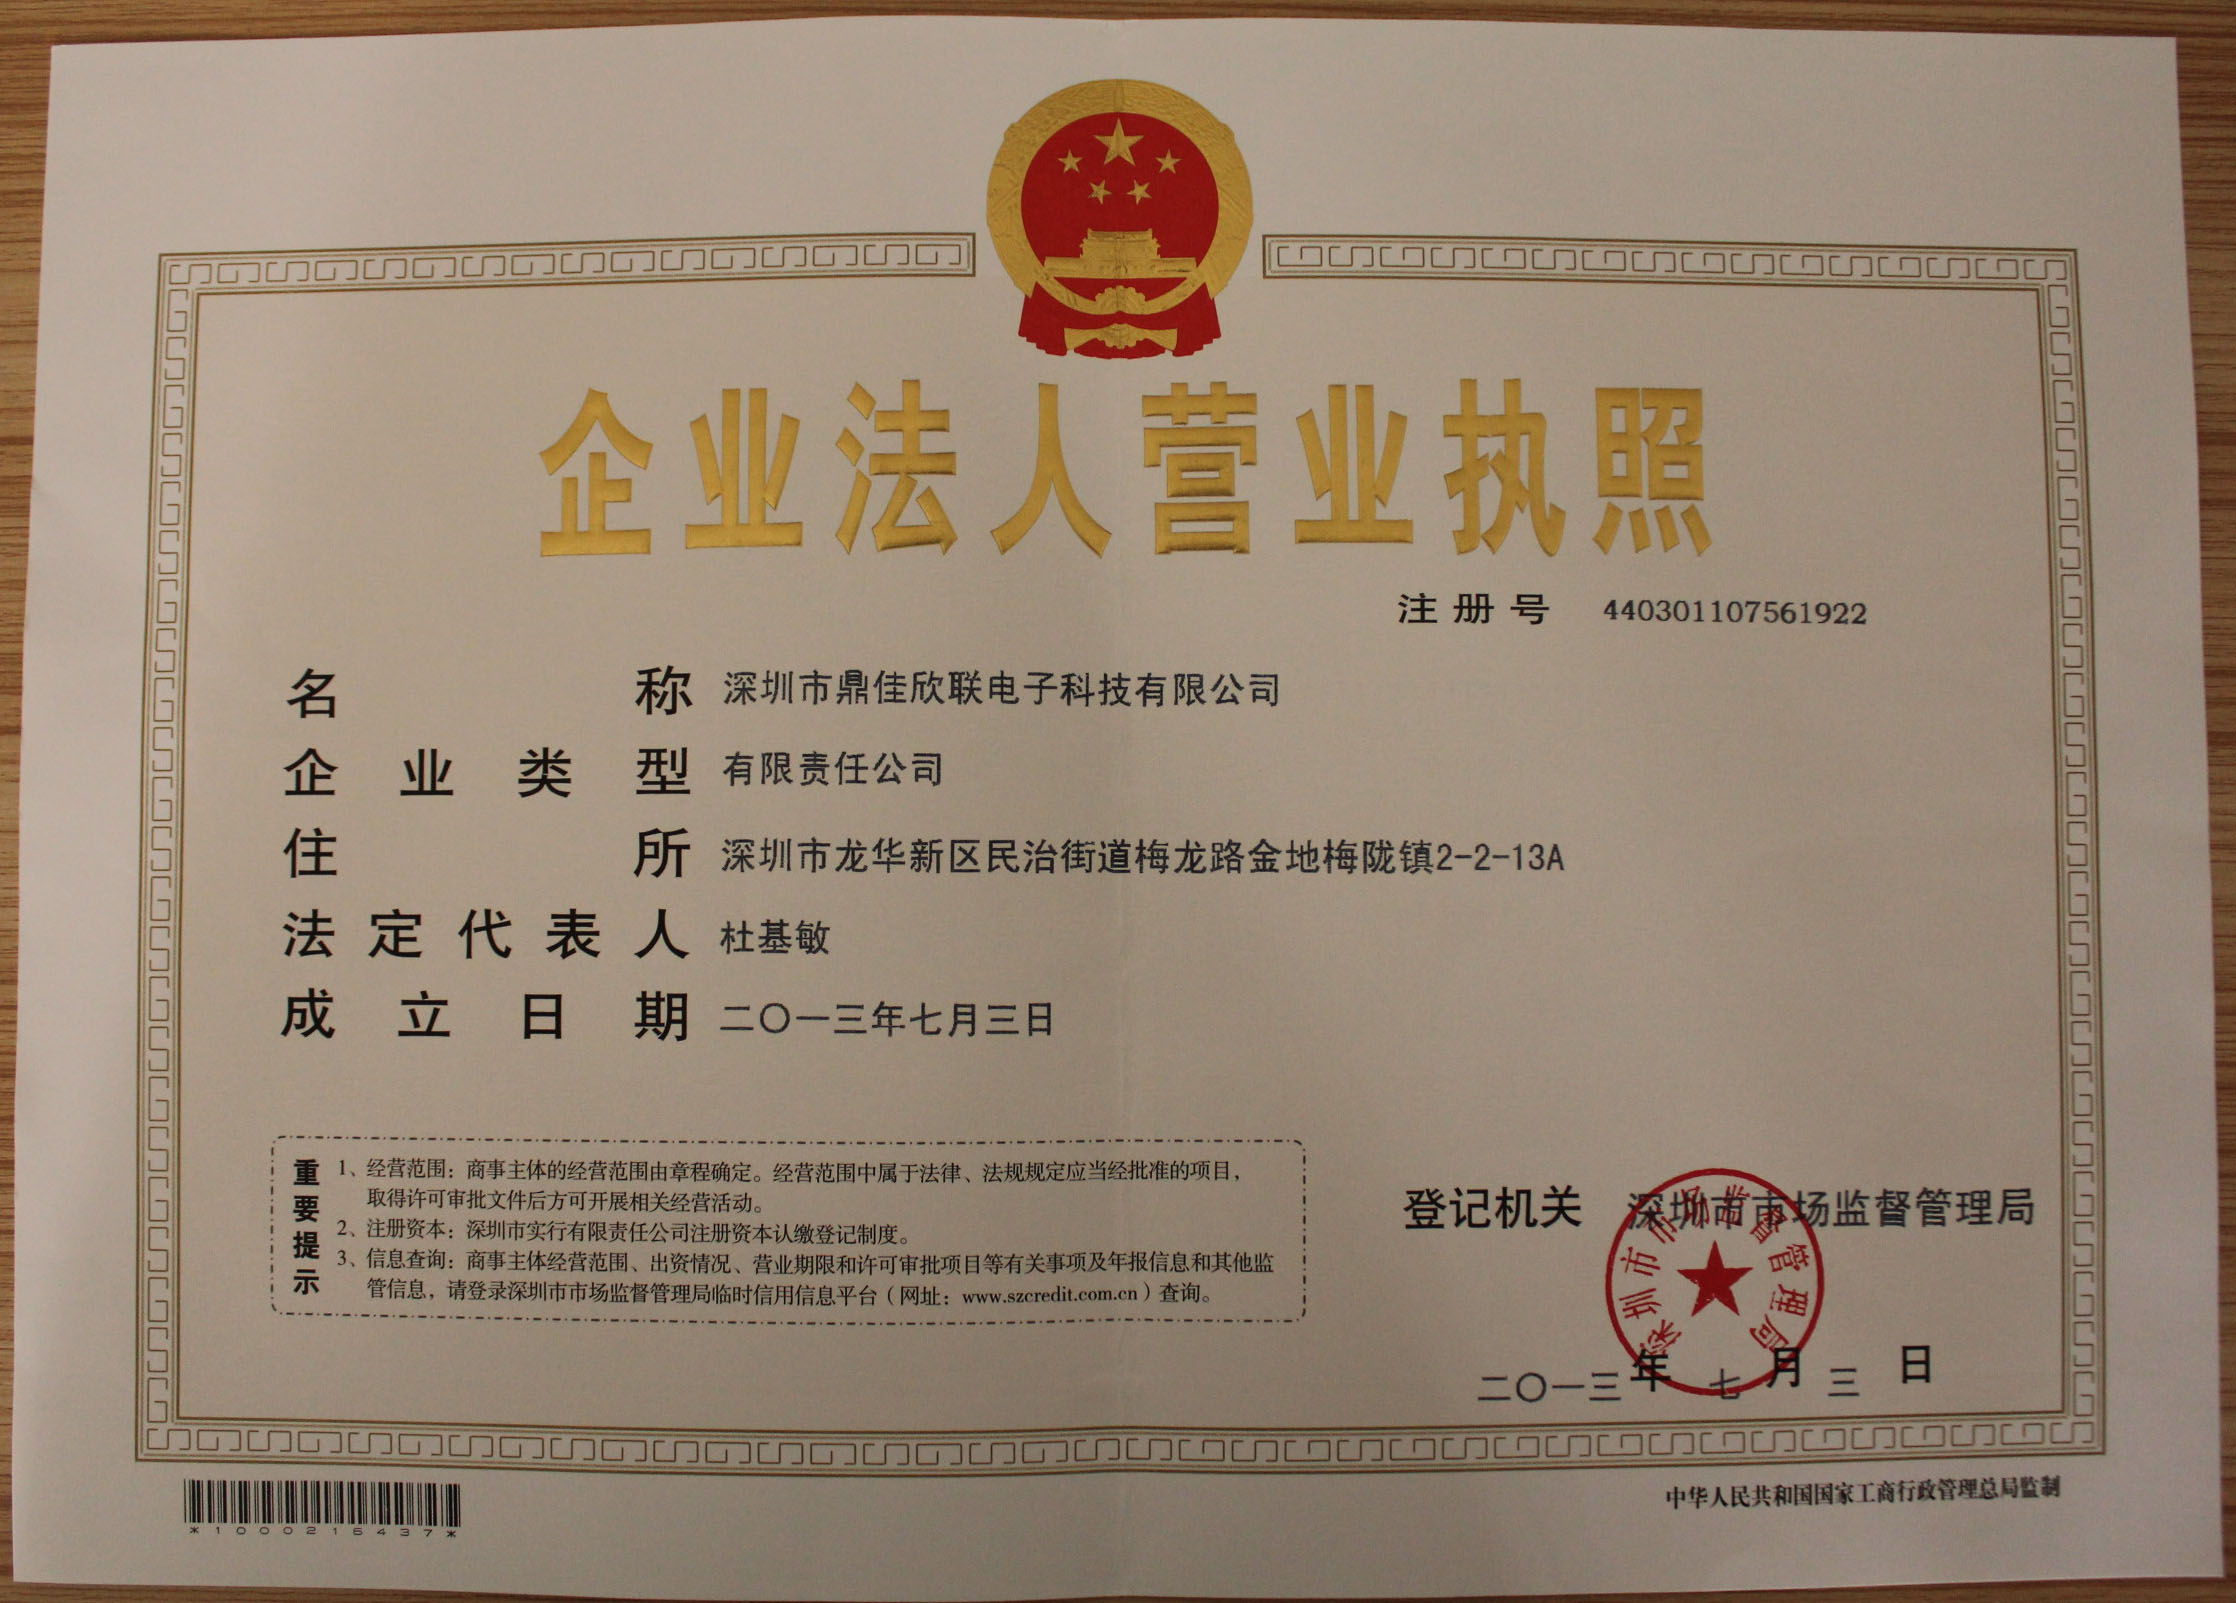 企业法人营业执照
注册号 440301107561922
名称 深圳市鼎佳欣联电子科技有限公司
企业类型 有限责任公司
住所 深圳市龙华新区民治街道梅龙路金地梅陇镇2-2-13A
法定代表人 杜基敏
成立日期 二〇一三年七月三日
重要提示
1、经营范围：商事主体的经营范围由章程确定。经营范围中属于法律、法规规定应当经批准的项目，
取得许可审批文件后方可开展相关经营活动。
2、注册资本：深圳市实行有限责任公司注册资本认缴登记制度。
3、信息查询：商事主体经营范围、出资情况、营业期限和许可审批项目等有关事项及年报信息和其他监
管信息，请登录深圳市市场监督管理局临时信用信息平台（网址：www.szcredit.com.cn）查询。
登记机关 深圳市市场监督管理局
深圳市市场监督管理局
二〇一三年七月三日
*1000216437*
中华人民共和国国家工商行政管理总局监制